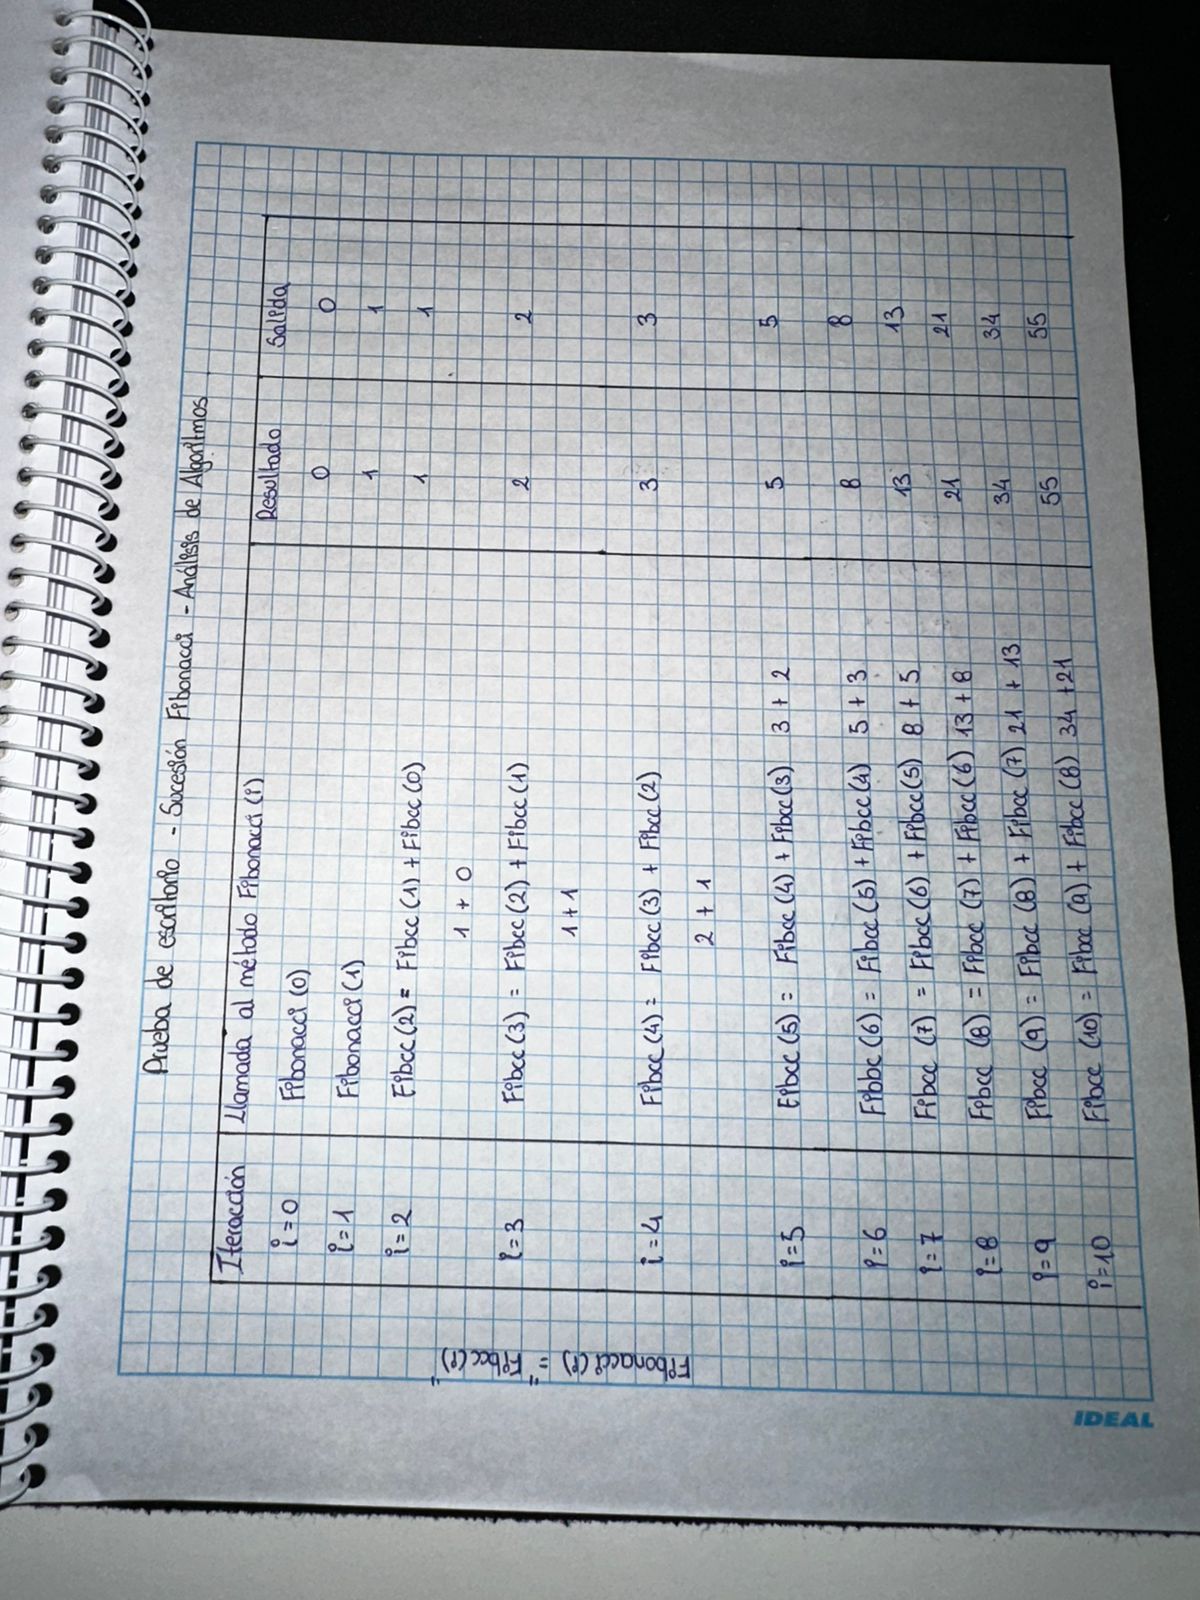 Prueba de escritorio - Sucesión Fibonacci - Análisis de Algoritmos
Iteracción Llamada al método Fibonacci (i) Resultado Salida
i=0 Fibonacci (0) 0 0
i=1 Fibonacci (1) 1 1
i=2 Fibcc (2) = Fibcc (1) + Fibcc (0) 1 1
1 + 0
i=3 Fibcc (3) = Fibcc (2) + Fibcc (1) 2 2
1 + 1
i=4 Fibcc (4) = Fibcc (3) + Fibcc (2) 3 3
2 + 1
i=5 Fibcc (5) = Fibcc (4) + Fibcc (3) 3 + 2 5 5
i=6 Fibbc (6) = Fibcc (5) + Fibcc (4) 5 + 3 8 8
i=7 Fibcc (7) = Fibcc (6) + Fibcc (5) 8 + 5 13 13
i=8 Fibcc (8) = Fibcc (7) + Fibcc (6) 13 + 8 21 21
i=9 Fibcc (9) = Fibcc (8) + Fibcc (7) 21 + 13 34 34
i=10 Fibcc (10) = Fibcc (9) + Fibcc (8) 34 + 21 55 55
Fibonacci (i) = "Fibcc (i)"
IDEAL